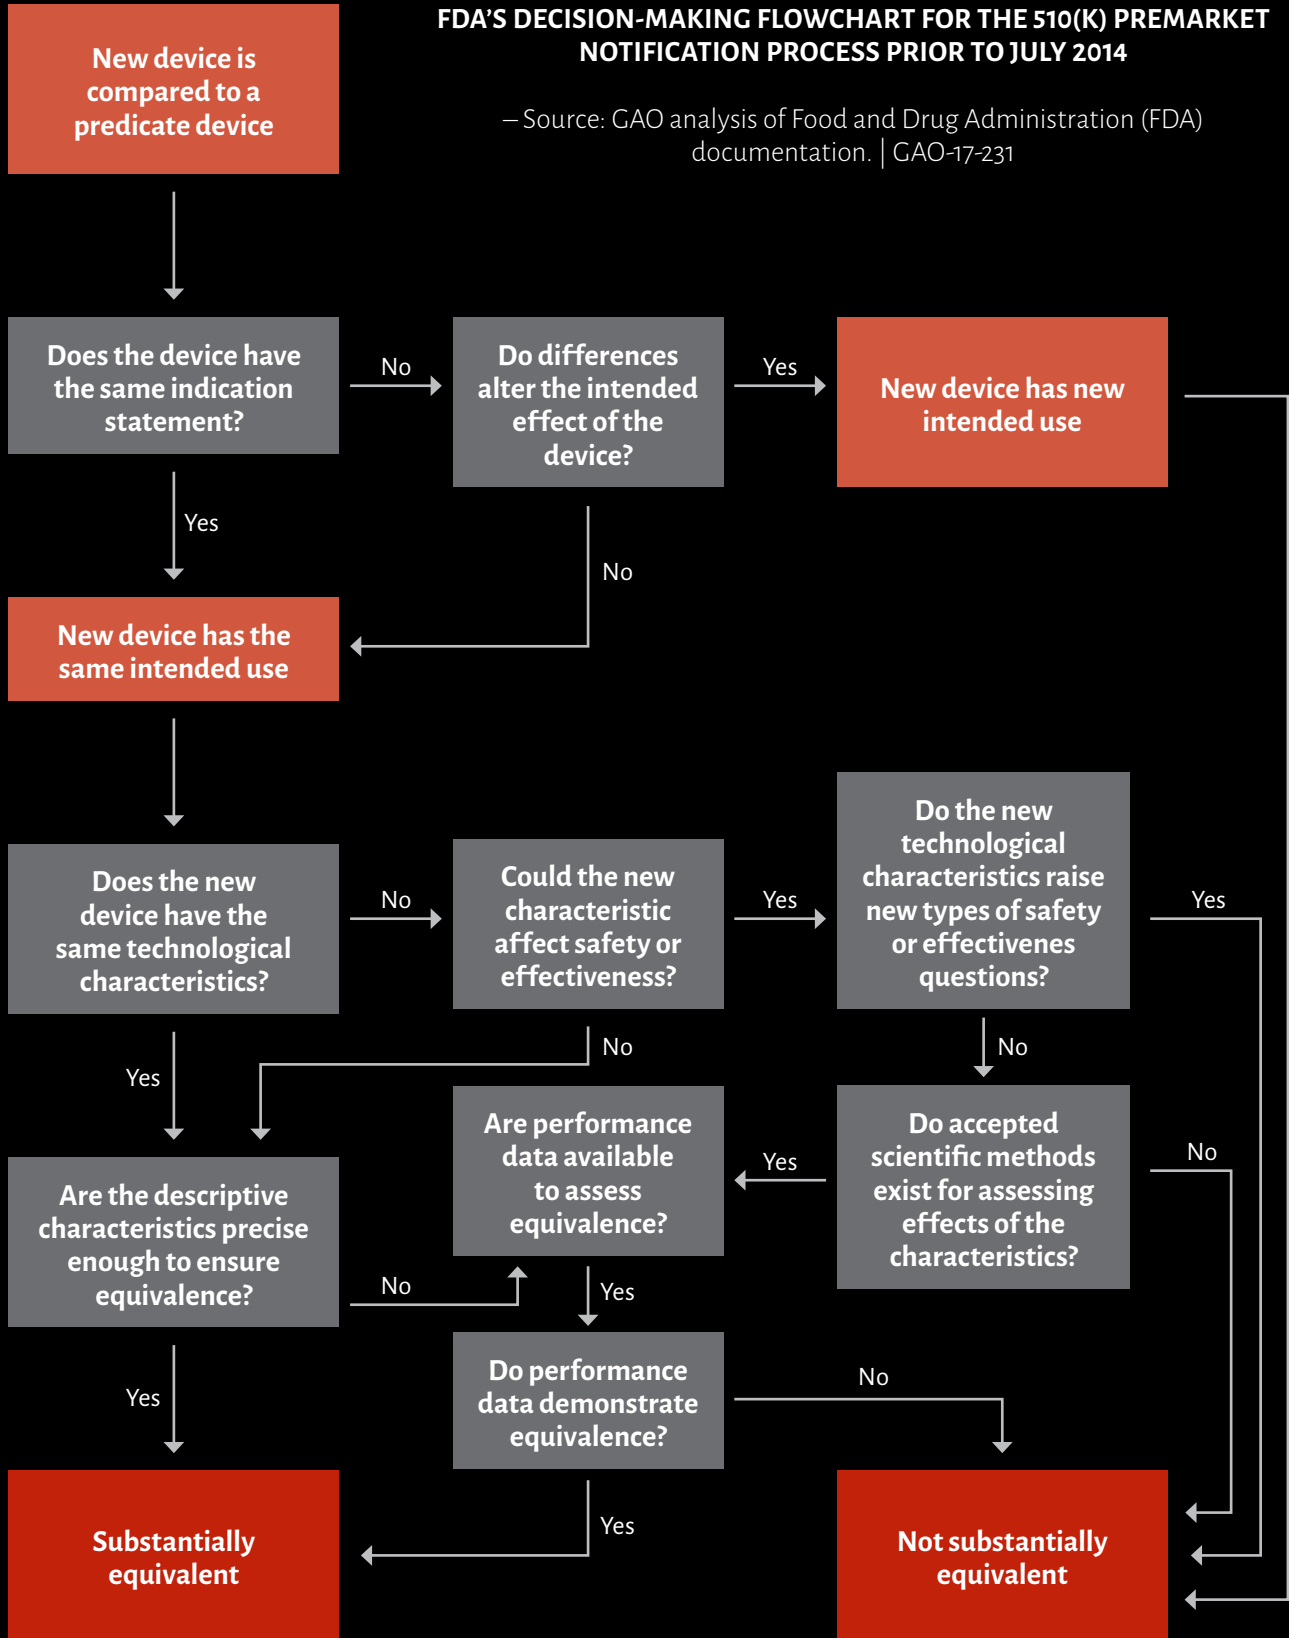 FDA'S DECISION-MAKING FLOWCHART FOR THE 510(K) PREMARKET
NOTIFICATION PROCESS PRIOR TO JULY 2014
– Source: GAO analysis of Food and Drug Administration (FDA)
documentation. | GAO-17-231
New device is
compared to a
predicate device
Does the device have
the same indication
statement?
No
Do differences
alter the intended
effect of the
device?
Yes
New device has new
intended use
Yes
No
New device has the
same intended use
Does the new
device have the
same technological
characteristics?
No
Could the new
characteristic
affect safety or
effectiveness?
Yes
Do the new
technological
characteristics raise
new types of safety
or effectivenes
questions?
Yes
Yes
No
No
Are the descriptive
characteristics precise
enough to ensure
equivalence?
No
Are performance
data available
to assess
equivalence?
Yes
Do accepted
scientific methods
exist for assessing
effects of the
characteristics?
No
Yes
Do performance
data demonstrate
equivalence?
No
Yes
Yes
Substantially
equivalent
Not substantially
equivalent